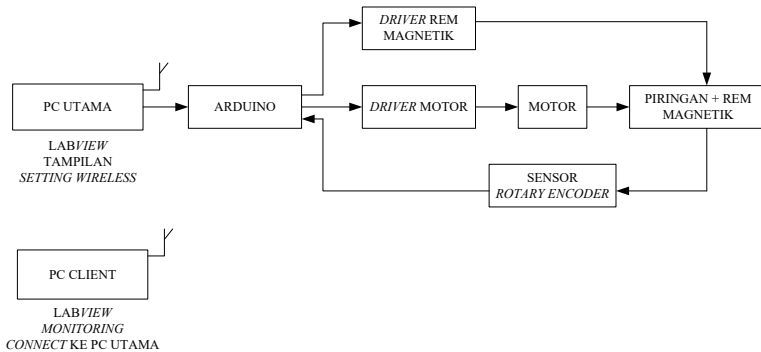 DRIVER REM
MAGNETIK
PC UTAMA
ARDUINO
DRIVER MOTOR
MOTOR
PIRINGAN + REM
MAGNETIK
LABVIEW
TAMPILAN
SETTING WIRELESS
SENSOR
ROTARY ENCODER
PC CLIENT
LABVIEW
MONITORING
CONNECT KE PC UTAMA